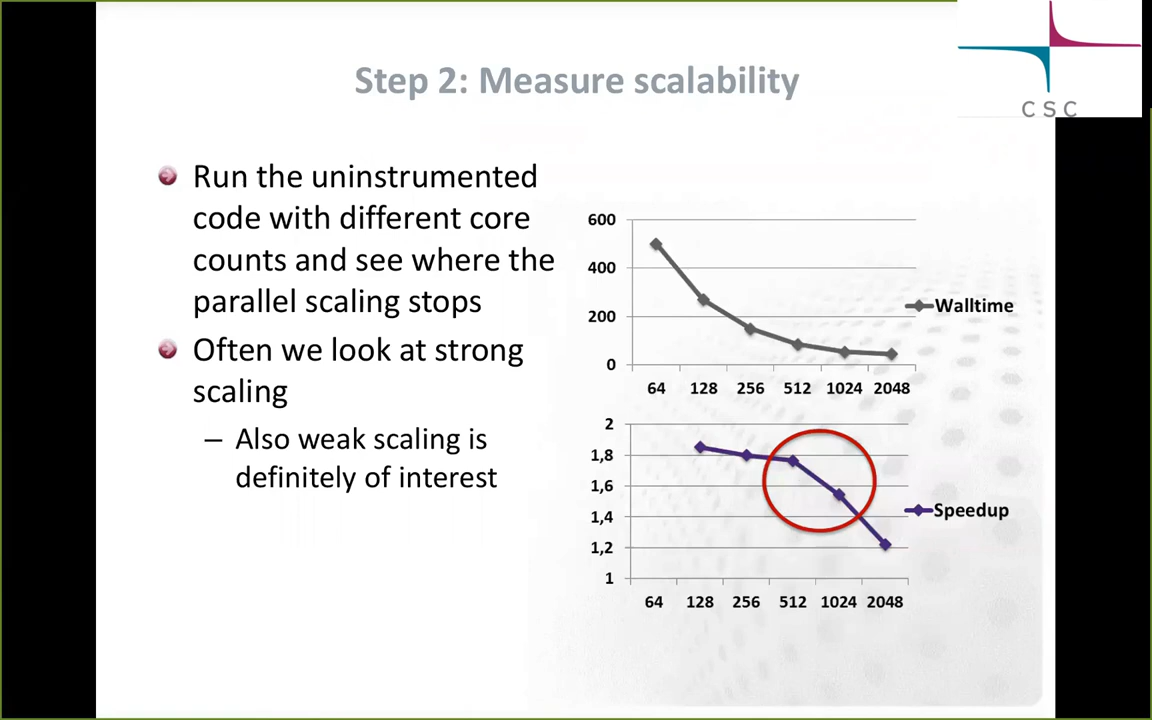 CSC
Step 2: Measure scalability
Run the uninstrumented
code with different core
counts and see where the
parallel scaling stops
Often we look at strong
scaling
– Also weak scaling is
definitely of interest
600
400
200
0
64 128 256 512 1024 2048
Walltime
2
1,8
1,6
1,4
1,2
1
64 128 256 512 1024 2048
Speedup